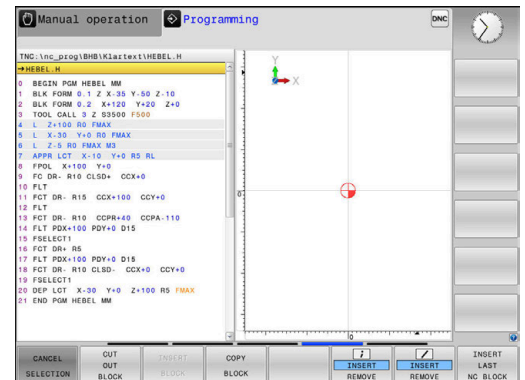 Manual operation
Programming
DNC
TNC:\nc_prog\BHB\Klartext\HEBEL.H
→HEBEL.H
0 BEGIN PGM HEBEL MM
1 BLK FORM 0.1 Z X-35 Y-50 Z-10
2 BLK FORM 0.2 X+120 Y+20 Z+0
3 TOOL CALL 3 Z S3500 F500
4 L Z+100 R0 FMAX
5 L X-30 Y+0 R0 FMAX
6 L Z-5 R0 FMAX M3
7 APPR LCT X-10 Y+0 R5 RL
8 FPOL X+100 Y+0
9 FC DR- R10 CLSD+ CCX+0
10 FLT
11 FCT DR- R15 CCX+100 CCY+0
12 FLT
13 FCT DR- R10 CCPR+40 CCPA-110
14 FLT PDX+100 PDY+0 D15
15 FSELECT1
16 FCT DR+ R5
17 FLT PDX+100 PDY+0 D15
18 FCT DR- R10 CLSD- CCX+0 CCY+0
19 FSELECT1
20 DEP LCT X-30 Y+0 Z+100 R5 FMAX
21 END PGM HEBEL MM
Y
X
0
0
CANCEL
SELECTION
CUT
OUT
BLOCK
INSERT
BLOCK
COPY
BLOCK
INSERT
REMOVE
INSERT
REMOVE
INSERT
LAST
NC BLOCK